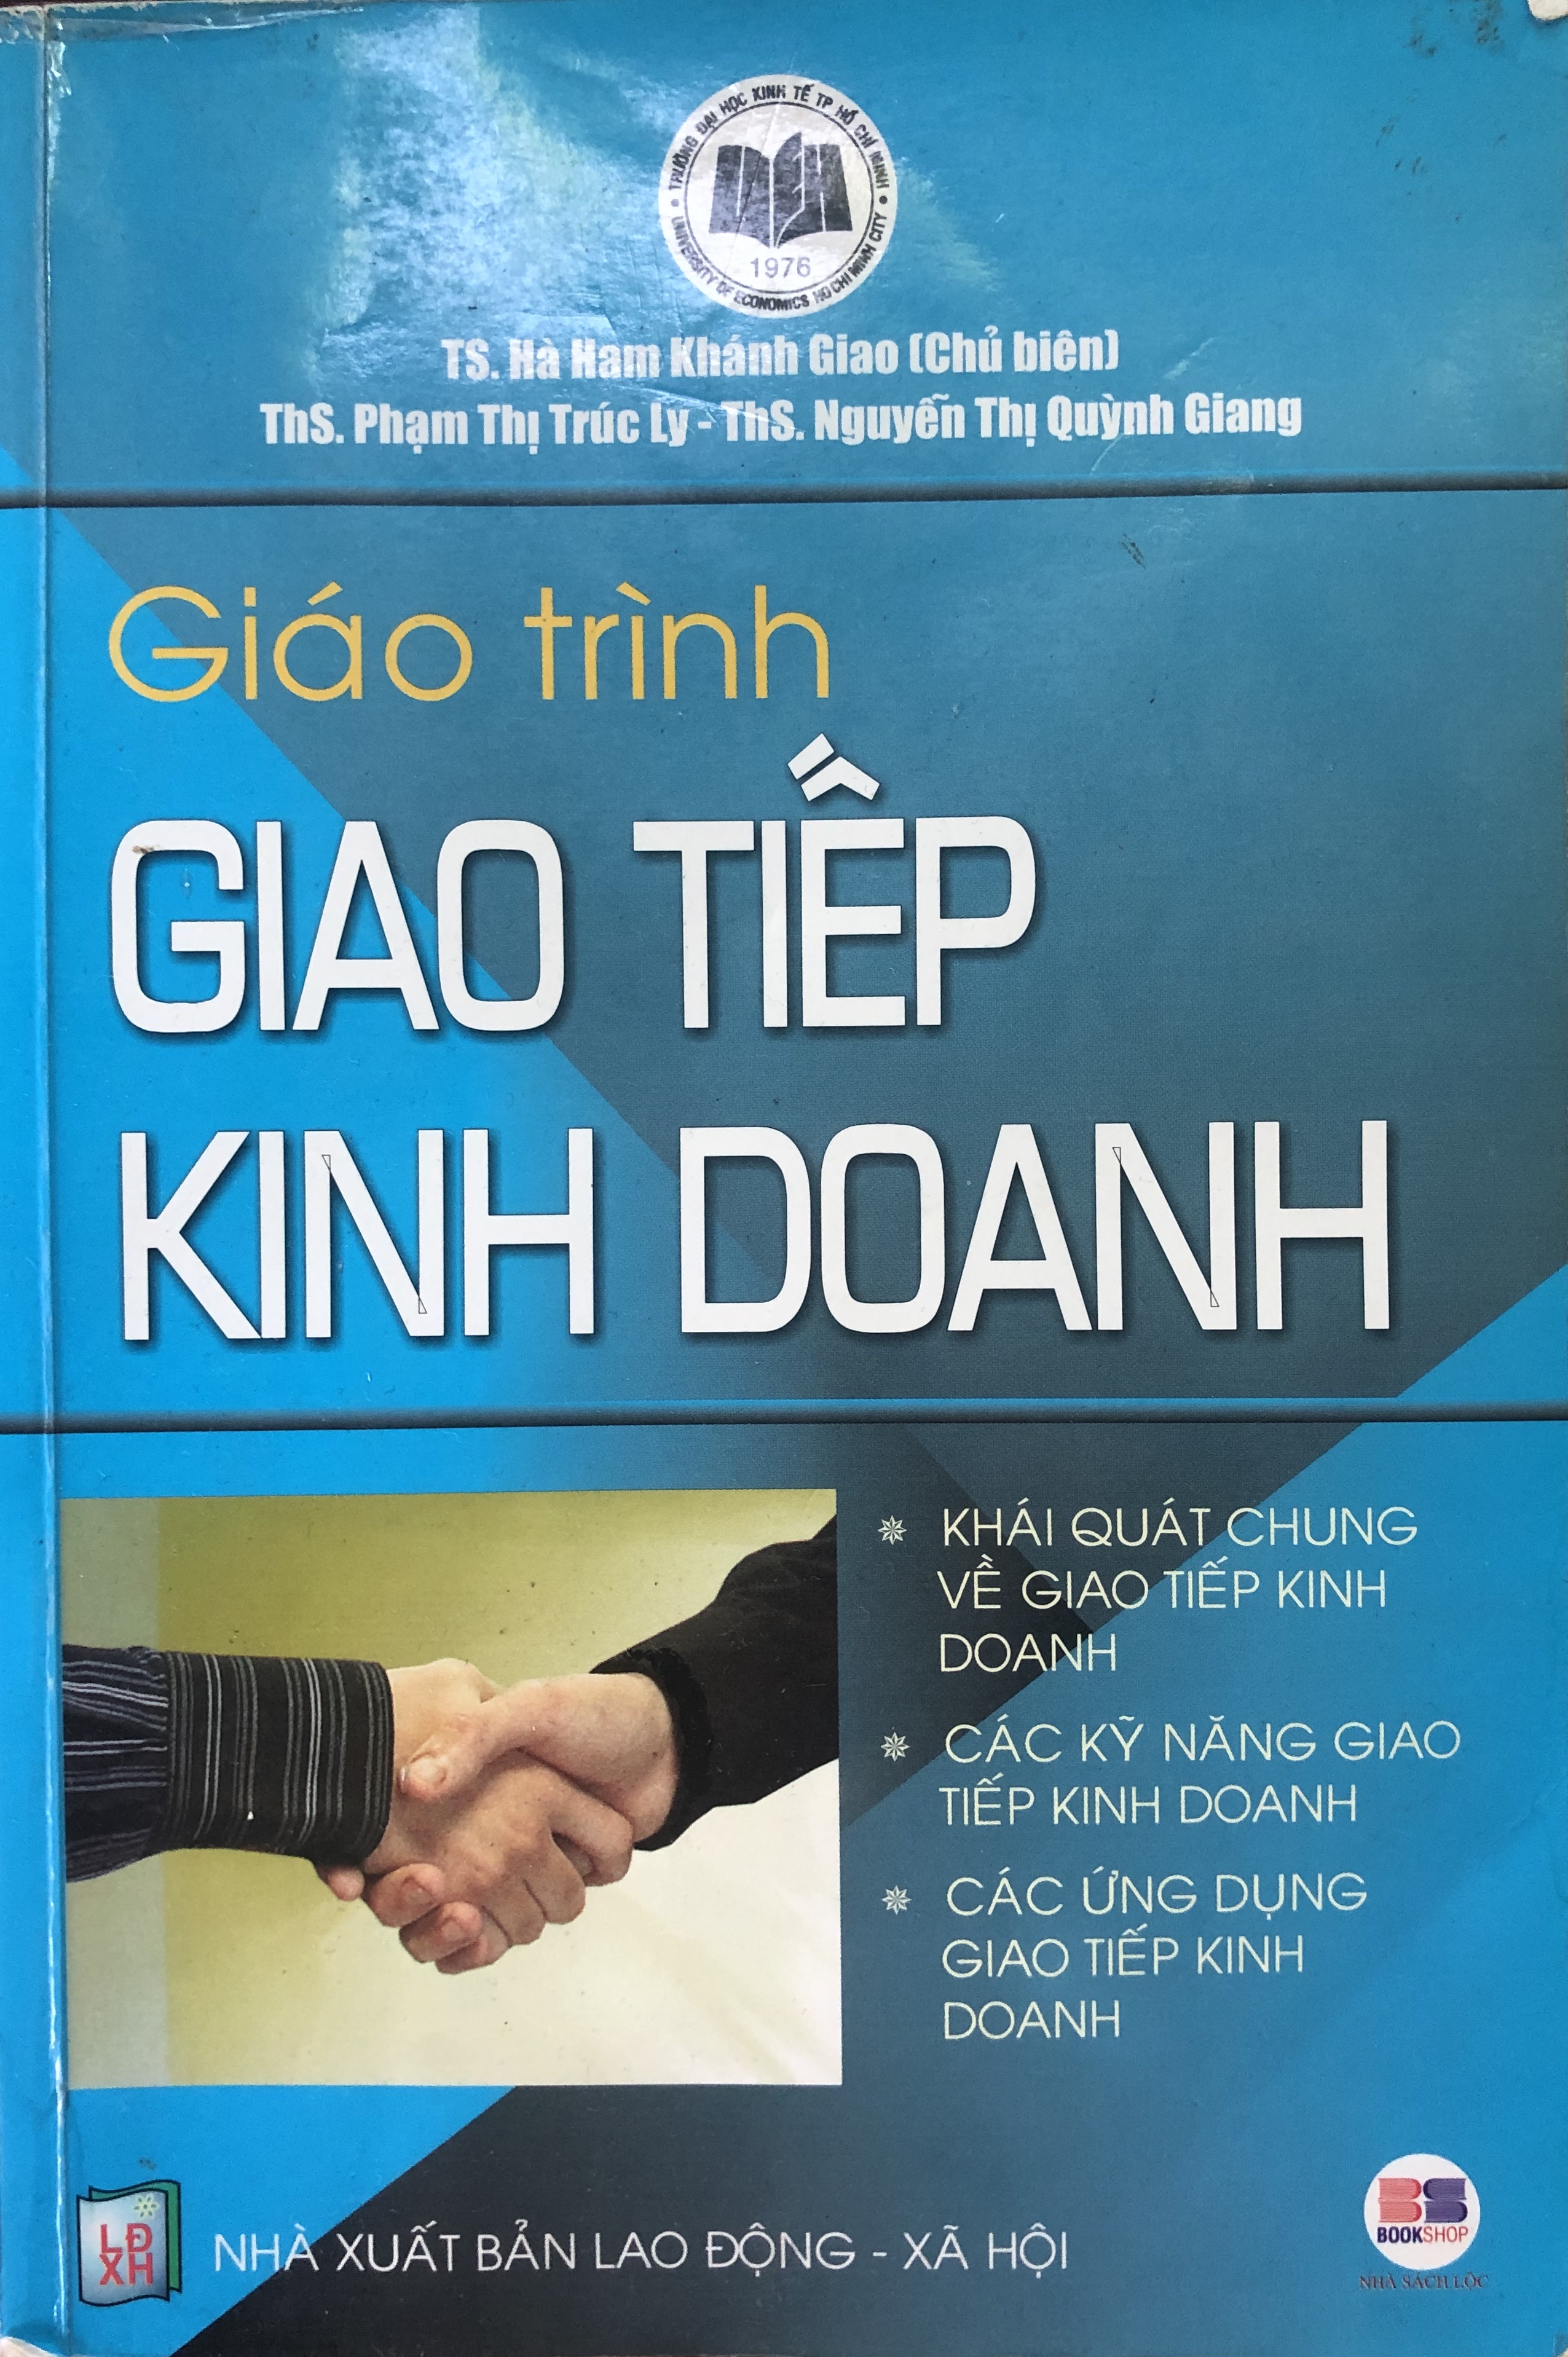 TRƯỜNG ĐẠI HỌC KINH TẾ TP HỒ CHÍ MINH
UEH
1976
UNIVERSITY OF ECONOMICS HO CHI MINH CITY
TS. Hà Nam Khánh Giao (Chủ biên)
ThS. Phạm Thị Trúc Ly - ThS. Nguyễn Thị Quỳnh Giang
Giáo trình
GIAO TIẾP
KINH DOANH
KHÁI QUÁT CHUNG
VỀ GIAO TIẾP KINH
DOANH
CÁC KỸ NĂNG GIAO
TIẾP KINH DOANH
CÁC ỨNG DỤNG
GIAO TIẾP KINH
DOANH
LĐ
XH
NHÀ XUẤT BẢN LAO ĐỘNG - XÃ HỘI
BS
BOOKSHOP
NHÀ SÁCH LỘC